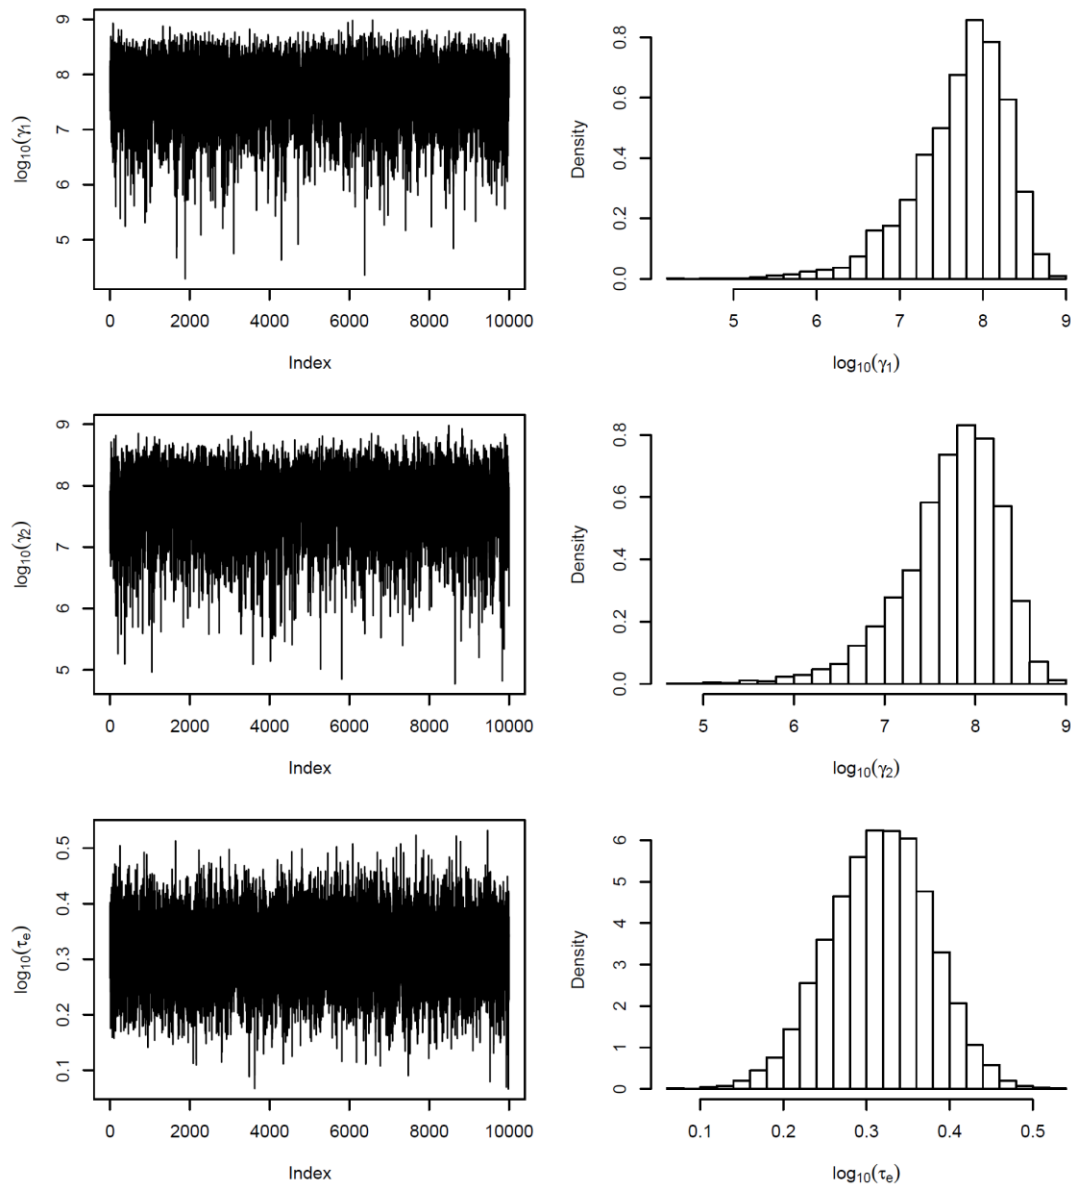 log₁₀(γ₁)
9
8
7
6
5
0 2000 4000 6000 8000 10000
Index
Density
0.8
0.6
0.4
0.2
0.0
5 6 7 8 9
log₁₀(γ₁)
log₁₀(γ₂)
9
8
7
6
5
0 2000 4000 6000 8000 10000
Index
Density
0.8
0.6
0.4
0.2
0.0
5 6 7 8 9
log₁₀(γ₂)
log₁₀(τₑ)
0.5
0.4
0.3
0.2
0.1
0 2000 4000 6000 8000 10000
Index
Density
6
5
4
3
2
1
0
0.1 0.2 0.3 0.4 0.5
log₁₀(τₑ)